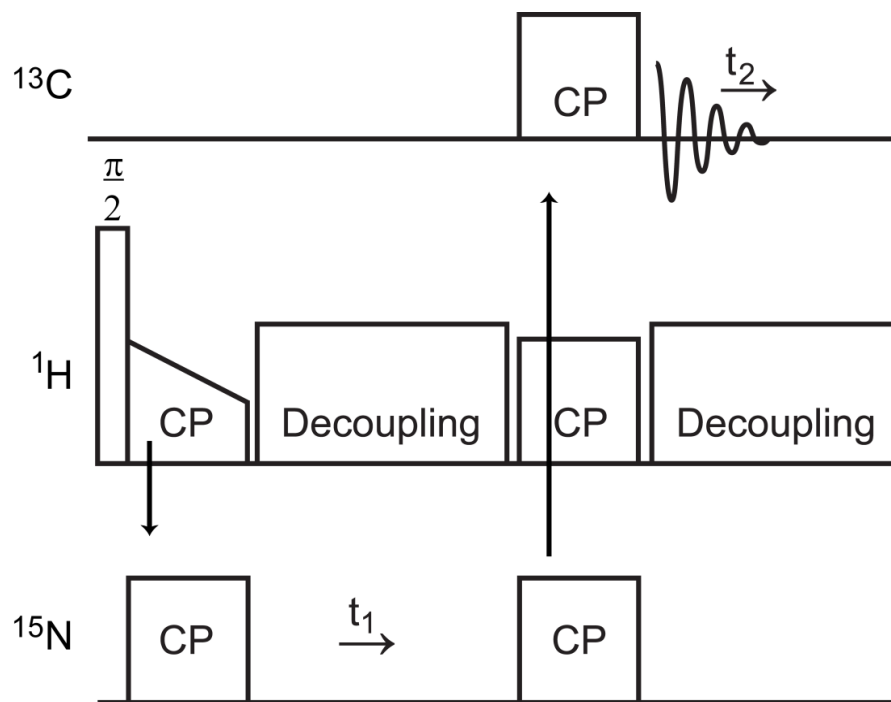 ¹³C
CP
t₂
π
2
¹H
CP
Decoupling
CP
Decoupling
¹⁵N
CP
t₁
CP